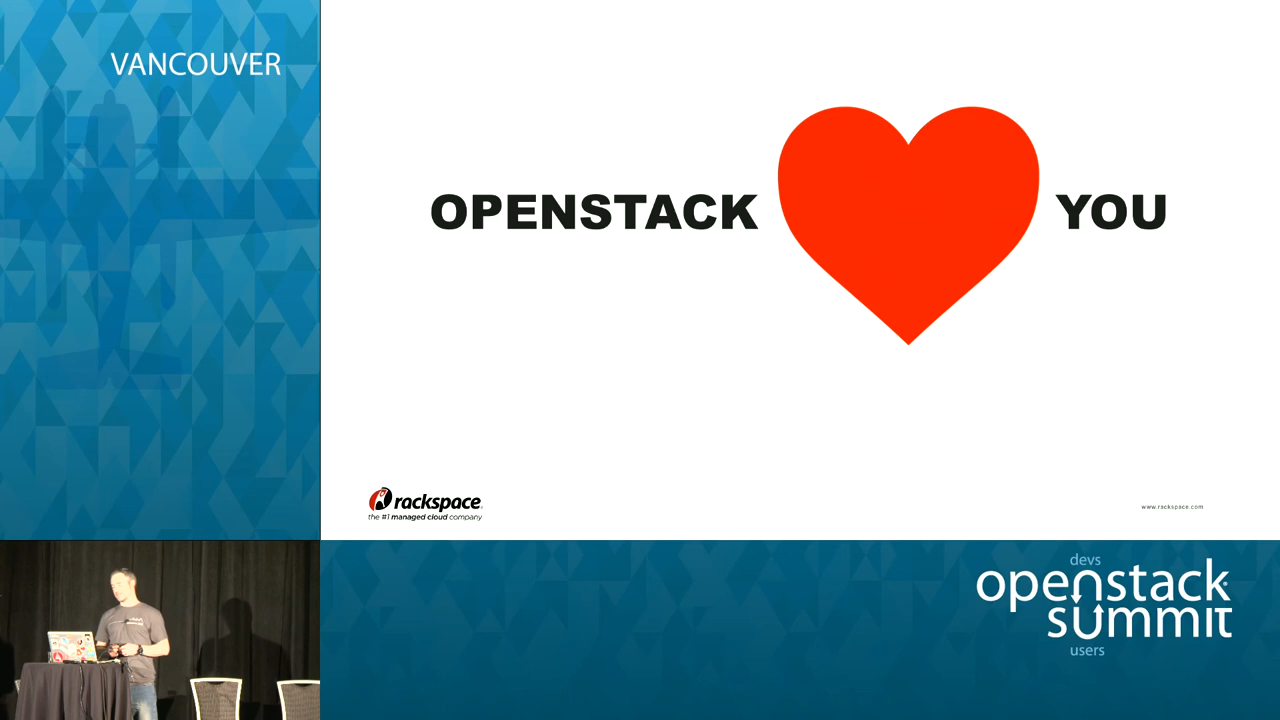 VANCOUVER
OPENSTACK YOU
rackspace
the #1 managed cloud company
www.rackspace.com
devs
openstack
summit
users